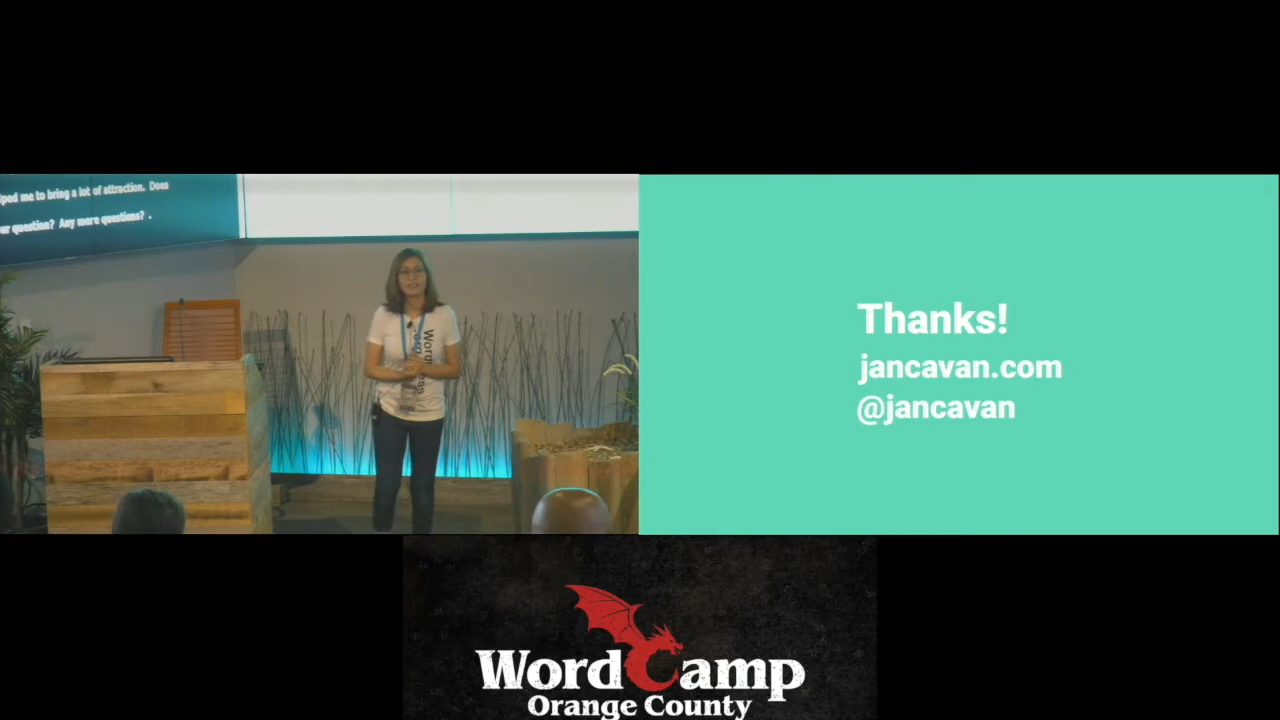 ped me to bring a lot of attraction. Does
ur question? Any more questions? .
Thanks!
jancavan.com
@jancavan
WordCamp
Orange County